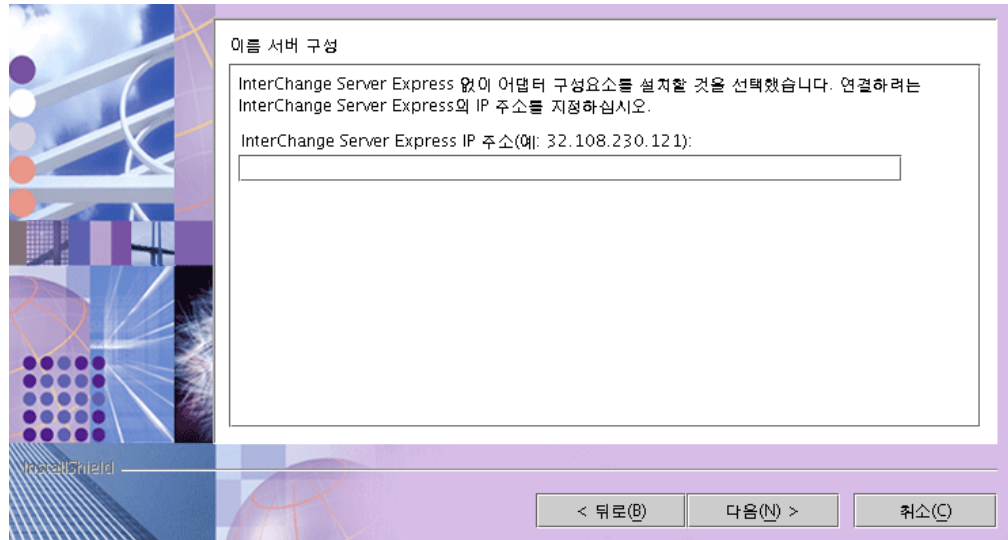 이름 서버 구성
InterChange Server Express 없이 어댑터 구성요소를 설치할 것을 선택했습니다. 연결하려는
InterChange Server Express의 IP 주소를 지정하십시오.
InterChange Server Express IP 주소(예: 32.108.230.121):
InstallShield
< 뒤로(B)
다음(N) >
취소(C)